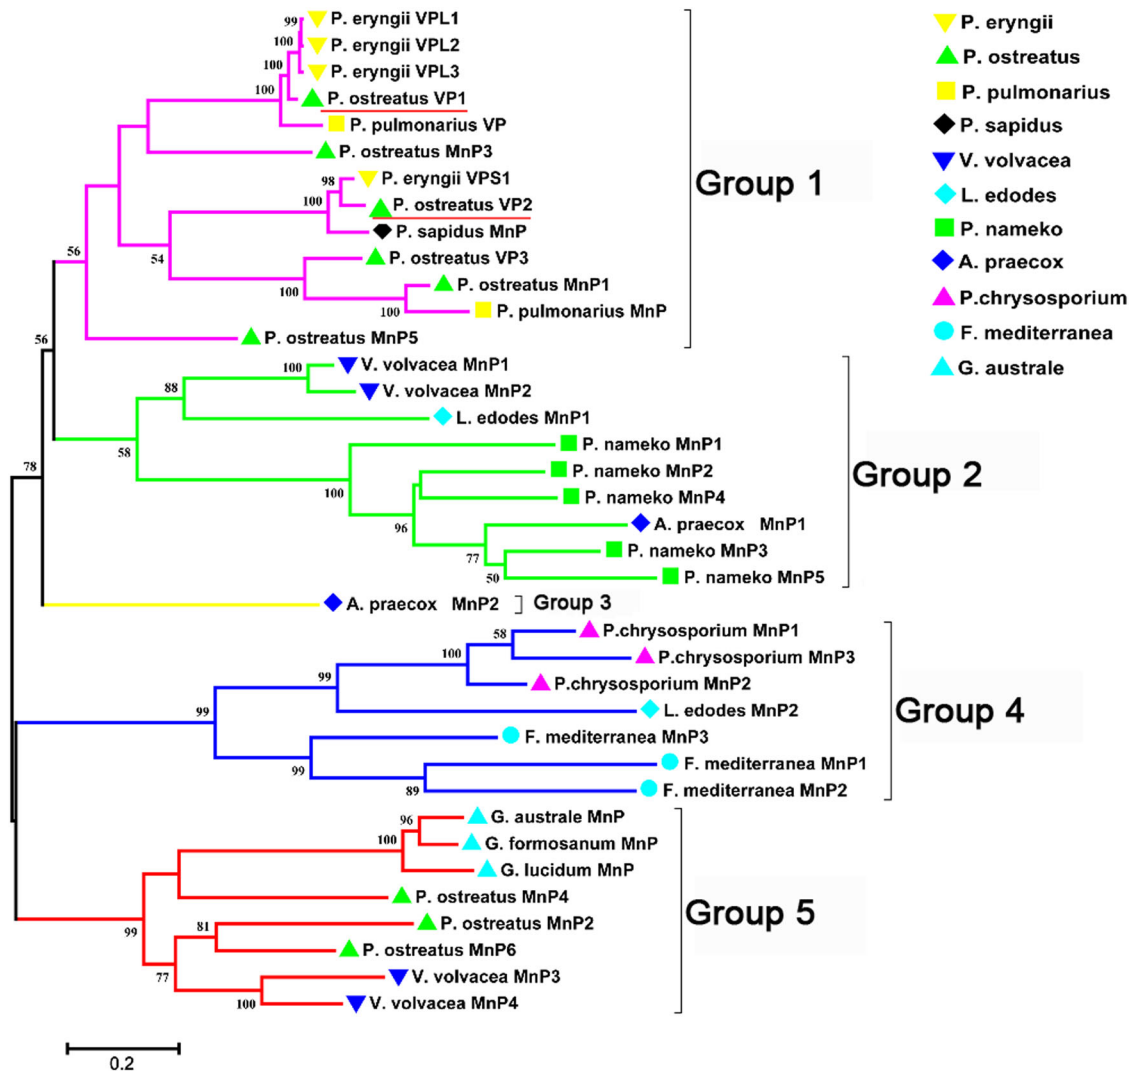 P. eryngii VPL1
P. eryngii VPL2
P. eryngii VPL3
P. ostreatus VP1
P. pulmonarius VP
P. ostreatus MnP3
P. eryngii VPS1
P. ostreatus VP2
P. sapidus MnP
P. ostreatus VP3
P. ostreatus MnP1
P. pulmonarius MnP
P. ostreatus MnP5
V. volvacea MnP1
V. volvacea MnP2
L. edodes MnP1
P. nameko MnP1
P. nameko MnP2
P. nameko MnP4
A. praecox MnP1
P. nameko MnP3
P. nameko MnP5
A. praecox MnP2
P.chrysosporium MnP1
P.chrysosporium MnP3
P.chrysosporium MnP2
L. edodes MnP2
F. mediterranea MnP3
F. mediterranea MnP1
F. mediterranea MnP2
G. australe MnP
G. formosanum MnP
G. lucidum MnP
P. ostreatus MnP4
P. ostreatus MnP2
P. ostreatus MnP6
V. volvacea MnP3
V. volvacea MnP4
99
100
100
100
98
100
56
54
100
100
56
100
88
58
78
100
96
77
50
58
100
99
99
99
89
96
100
81
99
77
100
Group 1
Group 2
Group 3
Group 4
Group 5
P. eryngii
P. ostreatus
P. pulmonarius
P. sapidus
V. volvacea
L. edodes
P. nameko
A. praecox
P.chrysosporium
F. mediterranea
G. australe
0.2